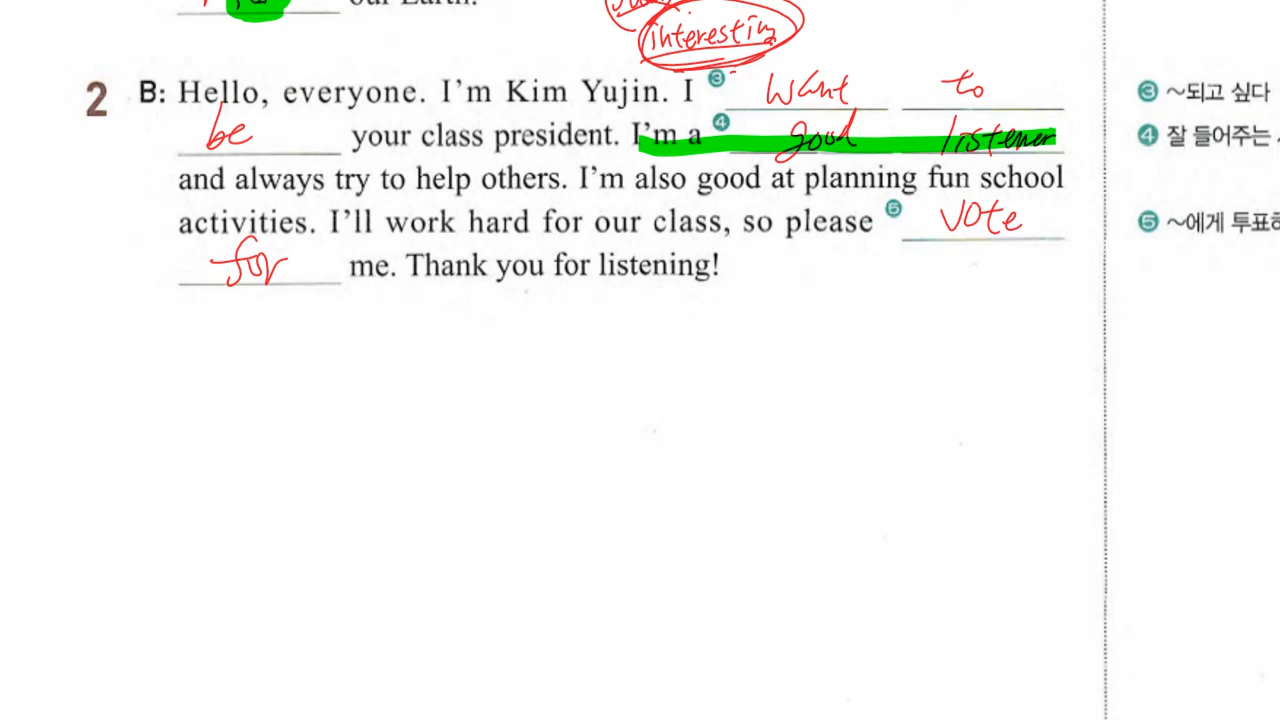 our Earth.
interesting
2 B: Hello, everyone. I'm Kim Yujin. I ③ want to
be your class president. I'm a ④ good listener
and always try to help others. I'm also good at planning fun school
activities. I'll work hard for our class, so please ⑤ vote
for me. Thank you for listening!
③ ~되고 싶다
④ 잘 들어주는
⑤ ~에게 투표하